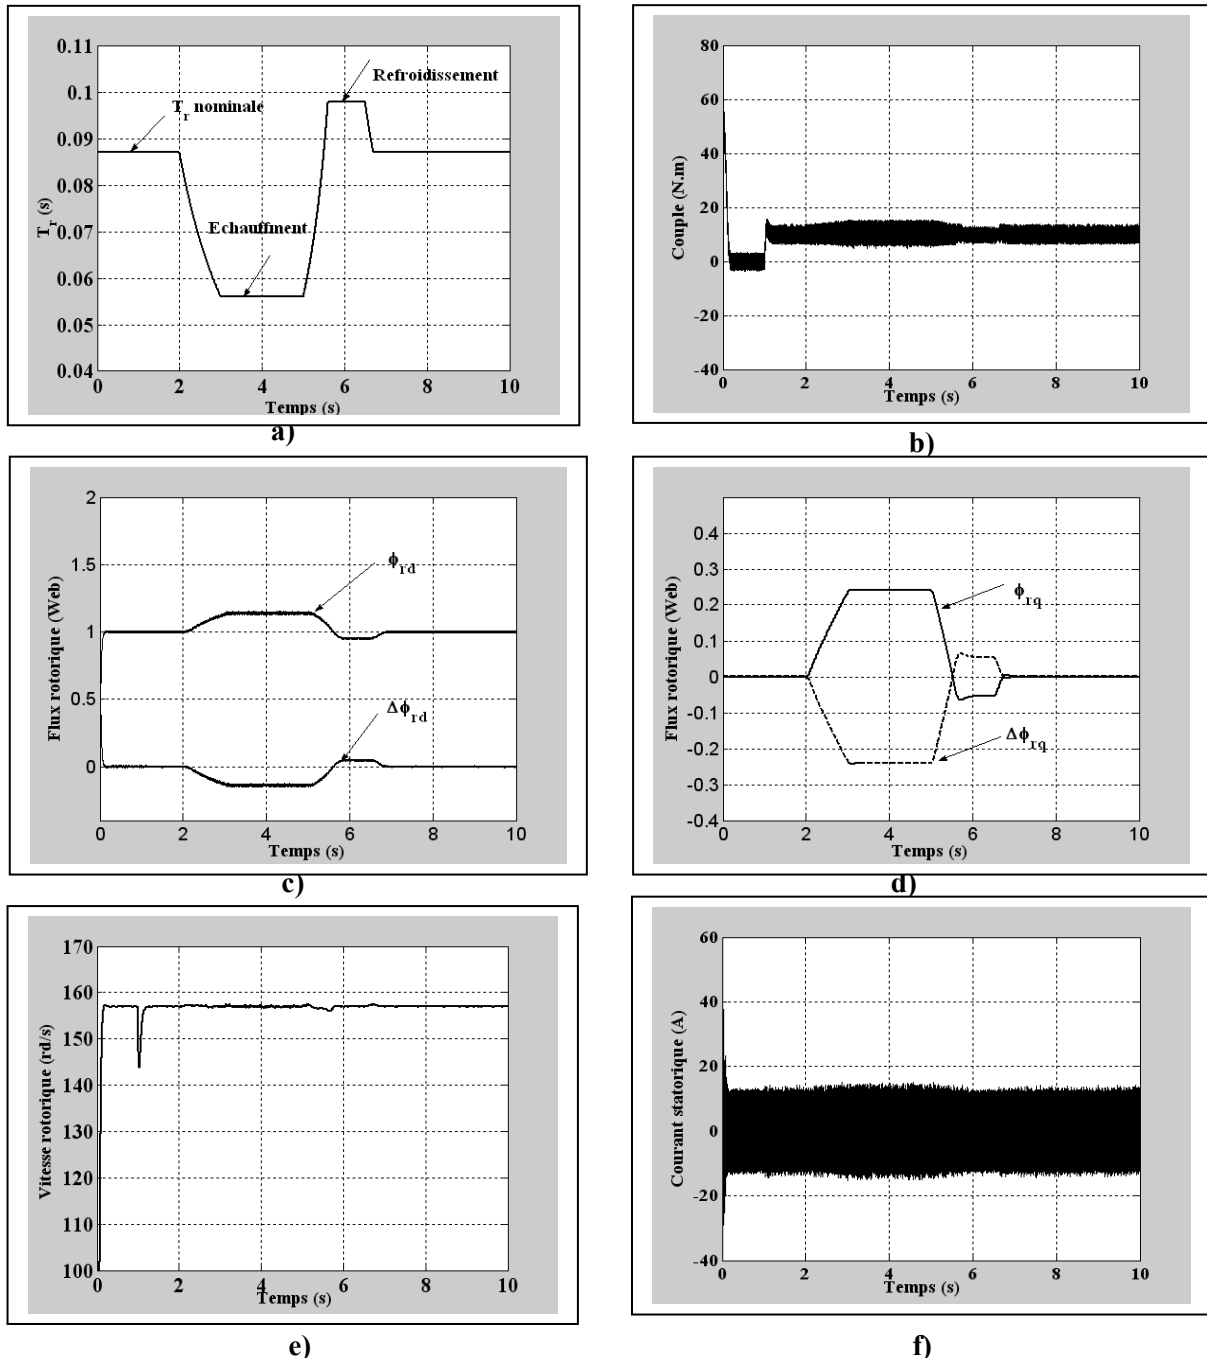 0.11
0.1
0.09
0.08
0.07
0.06
0.05
0.04
0 2 4 6 8 10
T_r (s)
Temps (s)
T_r nominale
Refroidissement
Echauffment
a)
80
60
40
20
0
-20
-40
0 2 4 6 8 10
Couple (N.m)
Temps (s)
b)
2
1.5
1
0.5
0
0 2 4 6 8 10
Flux rotorique (Web)
Temps (s)
ϕ_rd
Δϕ_rd
c)
0.4
0.3
0.2
0.1
0
-0.1
-0.2
-0.3
-0.4
0 2 4 6 8 10
Flux rotorique (Web)
Temps (s)
ϕ_rq
Δϕ_rq
d)
170
160
150
140
130
120
110
100
0 2 4 6 8 10
Vitesse rotorique (rd/s)
Temps (s)
e)
60
40
20
0
-20
-40
0 2 4 6 8 10
Courant statorique (A)
Temps (s)
f)